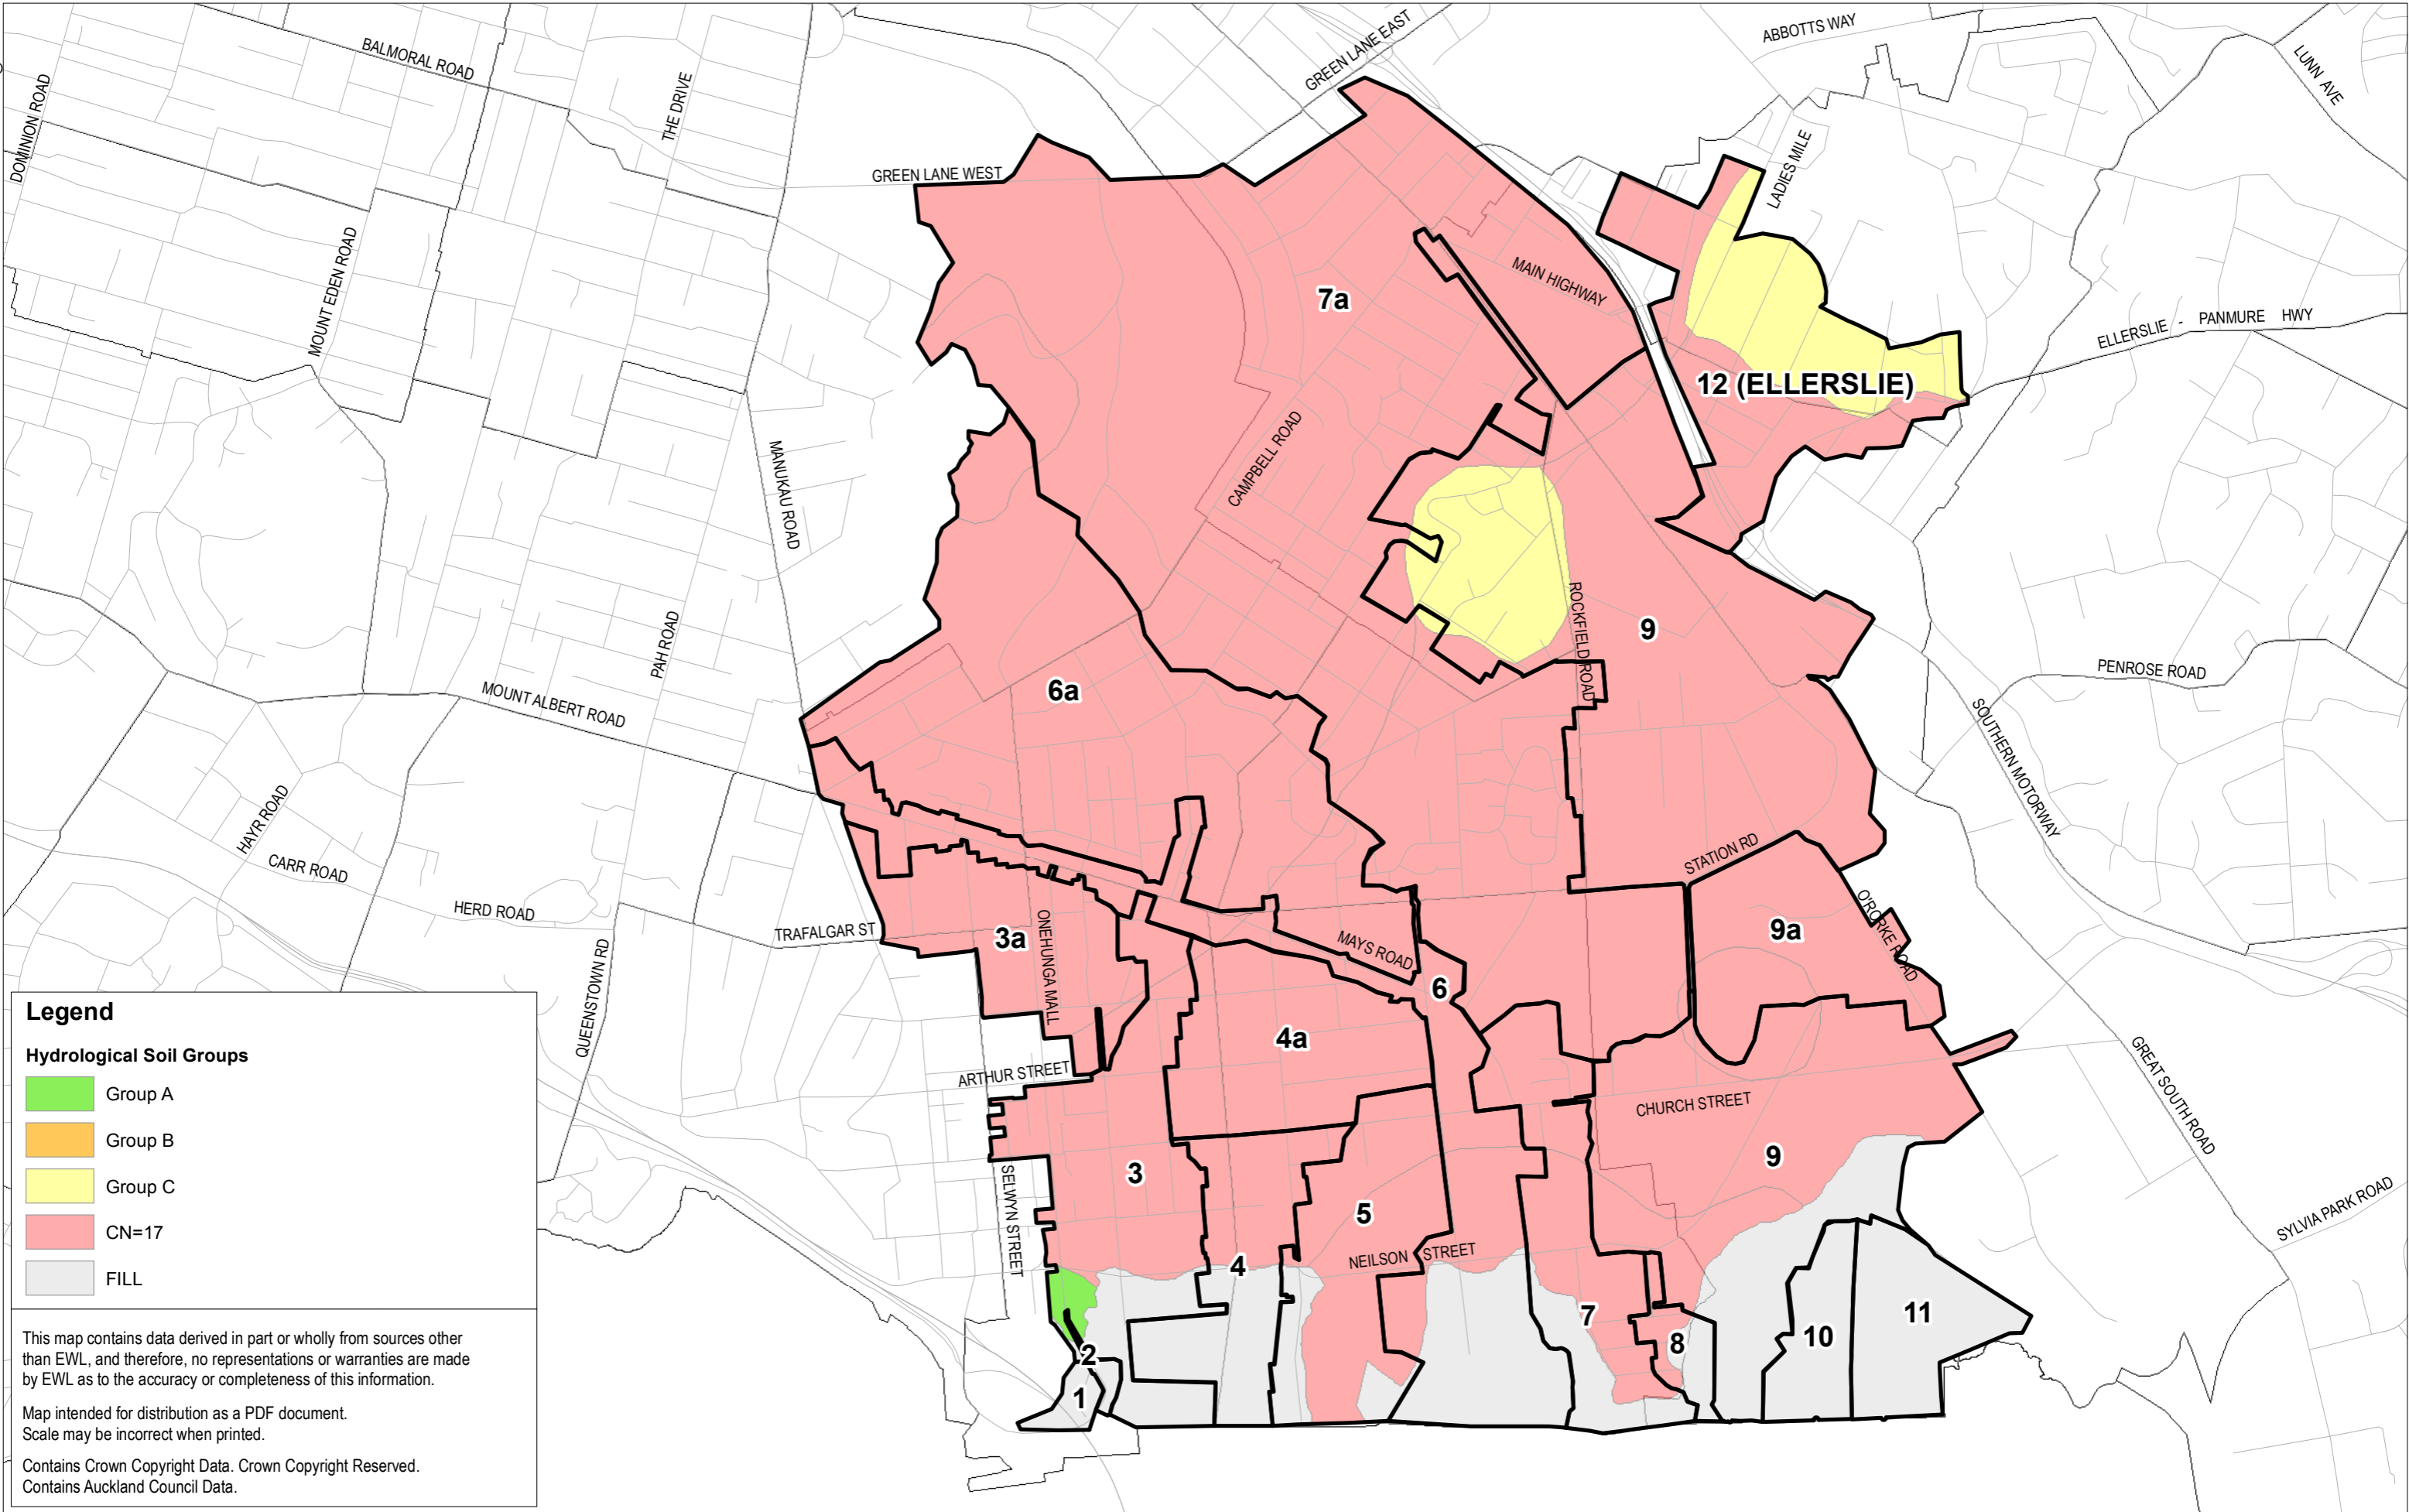 BALMORAL ROAD
DOMINION ROAD
THE DRIVE
GREEN LANE EAST
ABBOTTS WAY
LUNN AVE
LADIES MILE
GREEN LANE WEST
MOUNT EDEN ROAD
7a
MAIN HIGHWAY
ELLERSLIE - PANMURE HWY
12 (ELLERSLIE)
CAMPBELL ROAD
MANUKAU ROAD
ROCKFIELD ROAD
9
PAH ROAD
MOUNT ALBERT ROAD
6a
PENROSE ROAD
SOUTHERN MOTORWAY
HAYR ROAD
CARR ROAD
HERD ROAD
TRAFALGAR ST
QUEENSTOWN RD
3a
ONEHUNGA MALL
MAYS ROAD
6
STATION RD
9a
O'RORKE ROAD
4a
ARTHUR STREET
CHURCH STREET
GREAT SOUTH ROAD
3
SELWYN STREET
5
9
SYLVIA PARK ROAD
NEILSON STREET
4
7
8
10
11
2
1
Legend
Hydrological Soil Groups
Group A
Group B
Group C
CN=17
FILL
This map contains data derived in part or wholly from sources other
than EWL, and therefore, no representations or warranties are made
by EWL as to the accuracy or completeness of this information.
Map intended for distribution as a PDF document.
Scale may be incorrect when printed.
Contains Crown Copyright Data. Crown Copyright Reserved.
Contains Auckland Council Data.